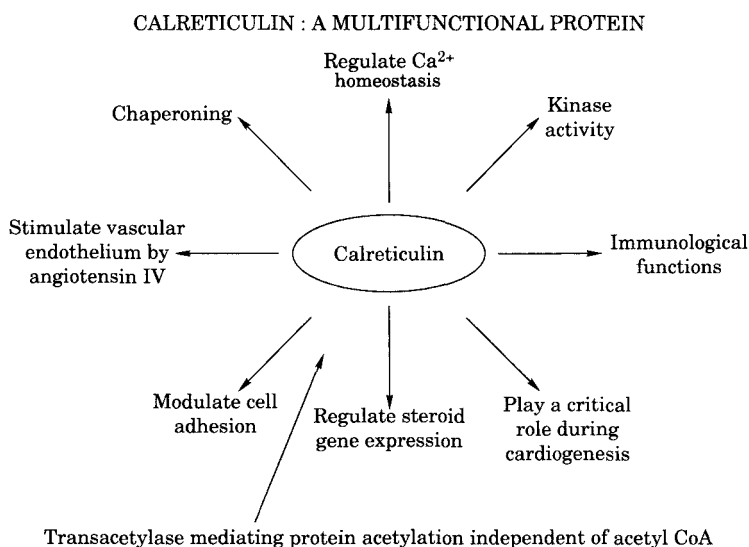 CALRETICULIN : A MULTIFUNCTIONAL PROTEIN
Regulate Ca²⁺
homeostasis
Chaperoning
Kinase
activity
Stimulate vascular
endothelium by
angiotensin IV
Calreticulin
Immunological
functions
Modulate cell
adhesion
Regulate steroid
gene expression
Play a critical
role during
cardiogenesis
Transacetylase mediating protein acetylation independent of acetyl CoA